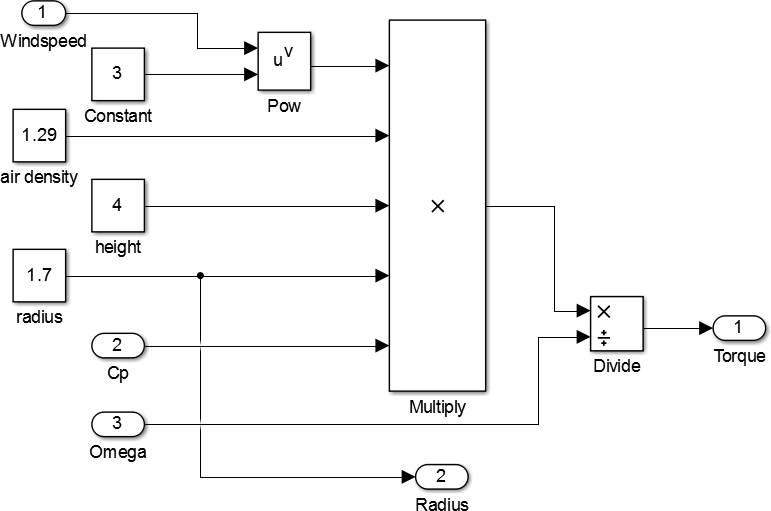 1
Windspeed
3
Constant
u^v
Pow
1.29
air density
4
height
1.7
radius
2
Cp
3
Omega
×
Multiply
×
÷
Divide
1
Torque
2
Radius